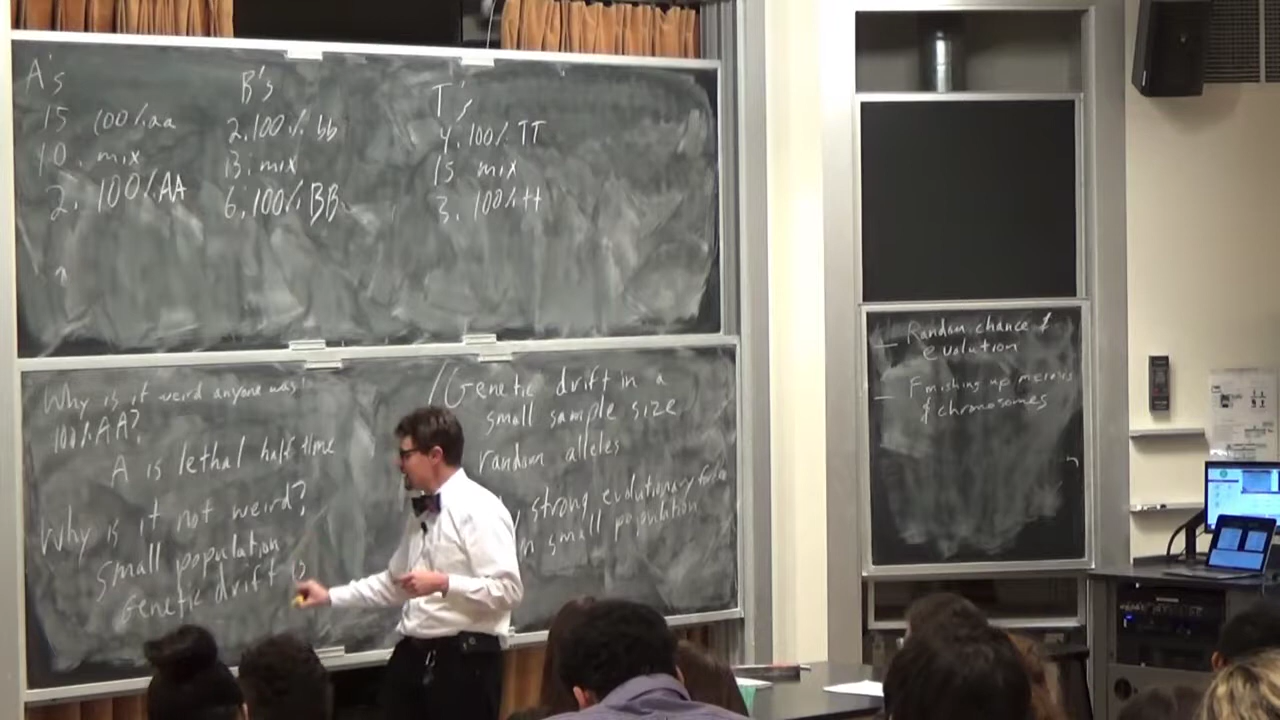 A's
15 100% aa
10. mix
2. 100% AA
B's
2. 100% bb
13: mix
6. 100% BB
T's
4. 100% TT
15 mix
3. 100% tt
Why is it weird anyone was
100% AA?
A is lethal half time
Why is it not weird?
small population
Genetic drift is
Genetic drift in a
small sample size
random alleles
strong evolutionary
in small population
- Random chance &
evolution
- Finishing up meiosis
& chromosomes